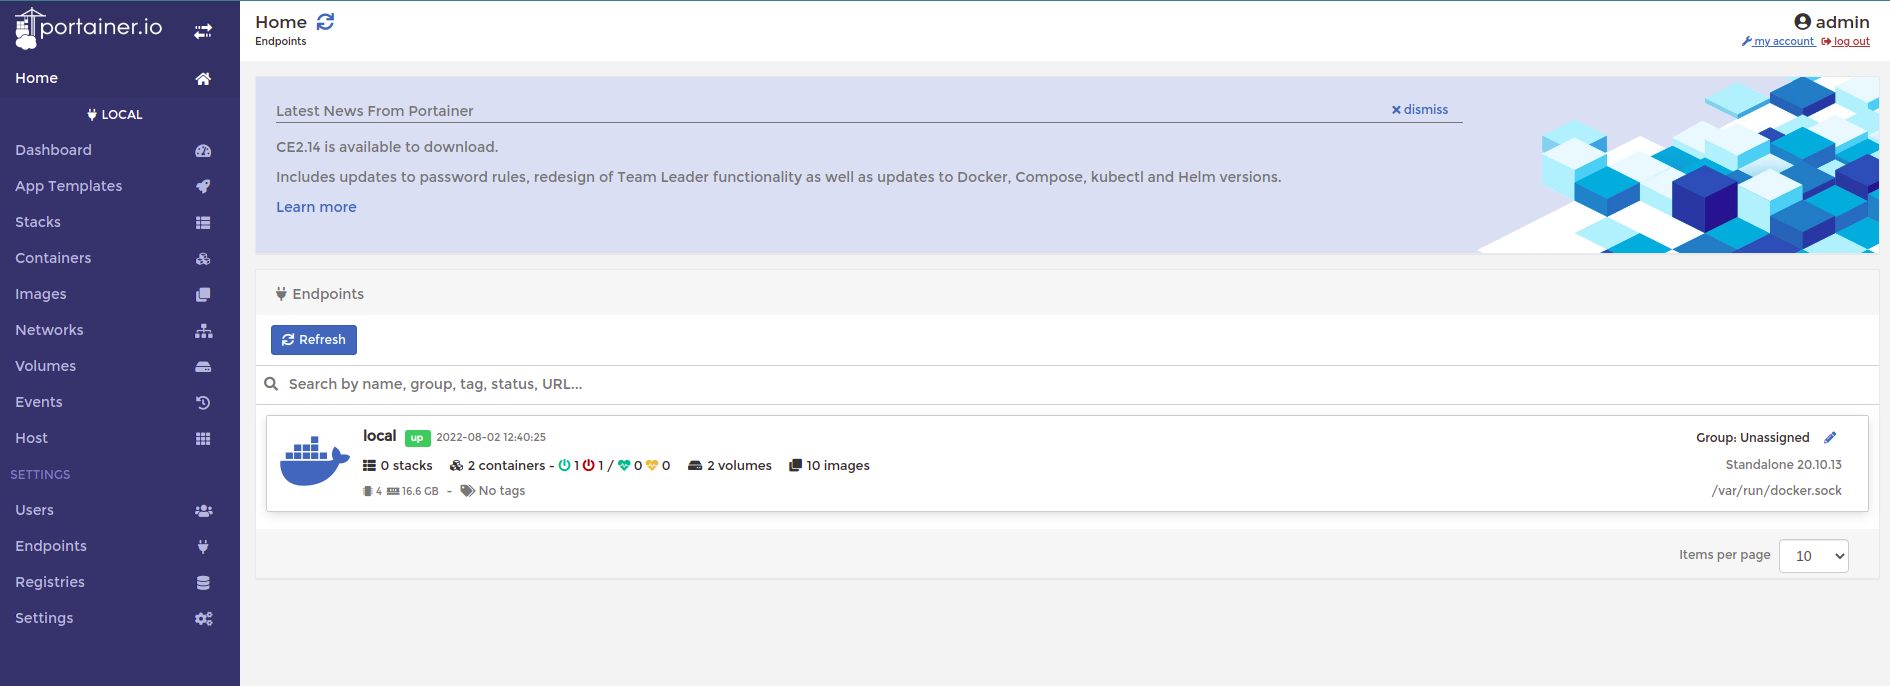 portainer.io
Home
LOCAL
Dashboard
App Templates
Stacks
Containers
Images
Networks
Volumes
Events
Host
SETTINGS
Users
Endpoints
Registries
Settings
Home
Endpoints
admin
my account log out
Latest News From Portainer
dismiss
CE2.14 is available to download.
Includes updates to password rules, redesign of Team Leader functionality as well as updates to Docker, Compose, kubectl and Helm versions.
Learn more
Endpoints
Refresh
Search by name, group, tag, status, URL...
local up 2022-08-02 12:40:25
0 stacks 2 containers - 1 1 / 0 0 2 volumes 10 images
4 16.6 GB - No tags
Group: Unassigned
Standalone 20.10.13
/var/run/docker.sock
Items per page 10